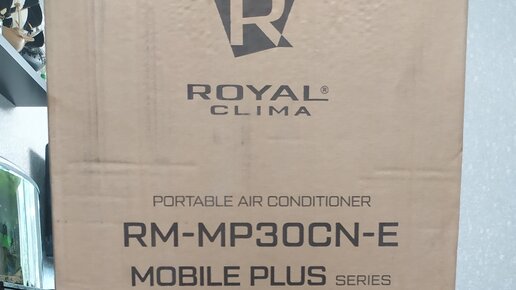 R
ROYAL®
CLIMA
PORTABLE AIR CONDITIONER
RM-MP30CN-E
MOBILE PLUS SERIES